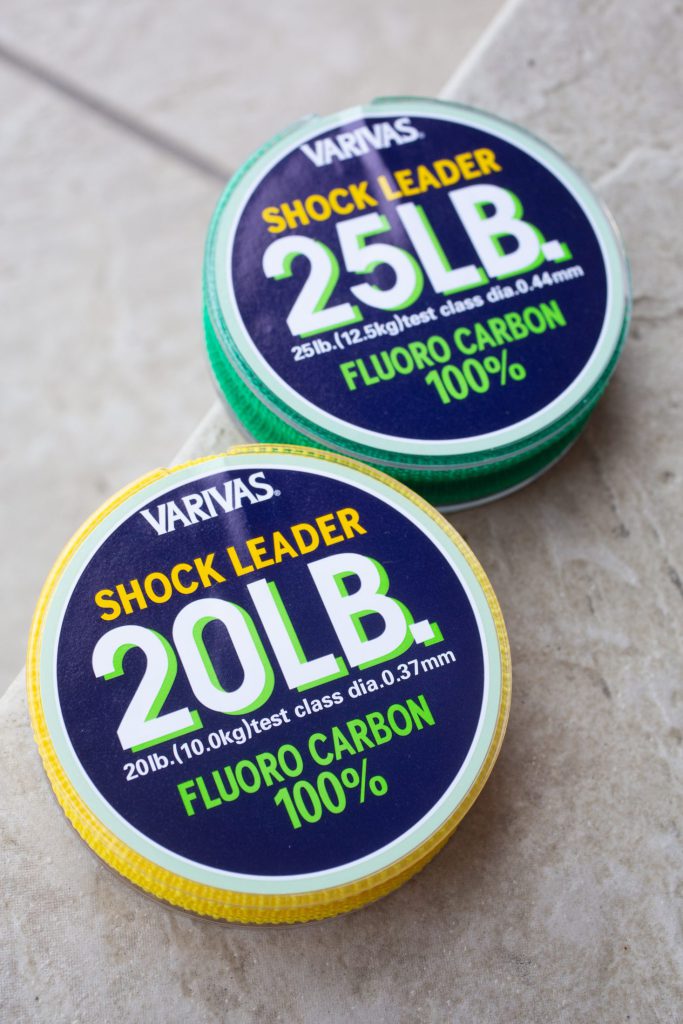 VARIVAS®
SHOCK LEADER
25LB.
25lb.(12.5kg)test class dia.0.44mm
FLUORO CARBON
100%
VARIVAS®
SHOCK LEADER
20LB.
20lb.(10.0kg)test class dia.0.37mm
FLUORO CARBON
100%